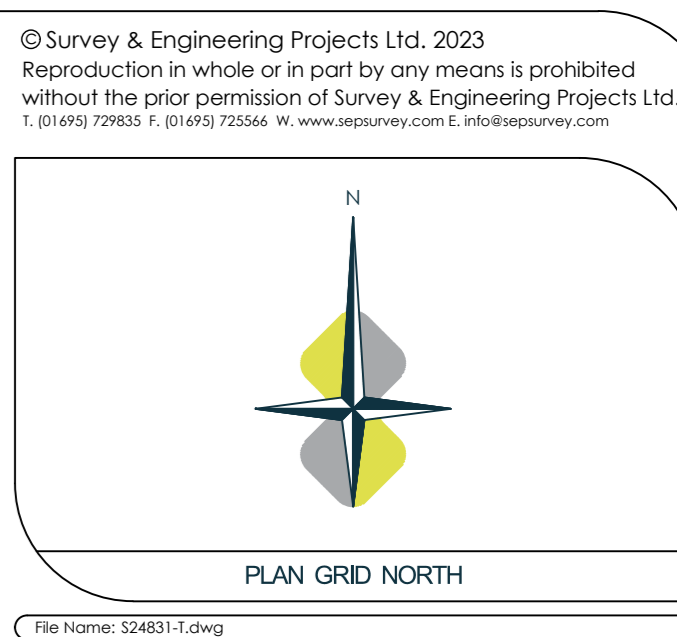 © Survey & Engineering Projects Ltd. 2023
Reproduction in whole or in part by any means is prohibited
without the prior permission of Survey & Engineering Projects Ltd.
T. (01695) 729835 F. (01695) 725566 W. www.sepsurvey.com E. info@sepsurvey.com
N
PLAN GRID NORTH
File Name: S24831-T.dwg